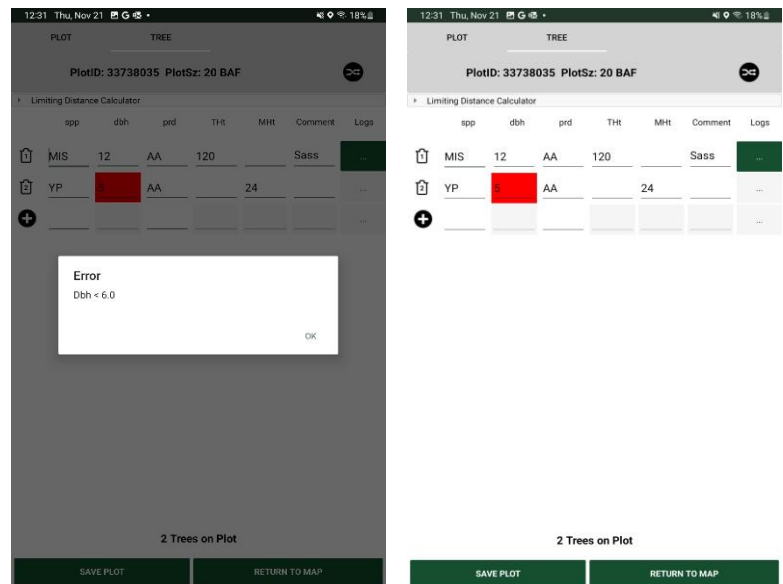 12:31 Thu, Nov 21 G • 18%
PLOT TREE
PlotID: 33738035 PlotSz: 20 BAF
Limiting Distance Calculator
spp dbh prd THt MHt Comment Logs
1 MIS 12 AA 120 Sass ...
2 YP 5 AA 24 ...
...
Error
Dbh < 6.0
OK
2 Trees on Plot
SAVE PLOT RETURN TO MAP
12:31 Thu, Nov 21 G • 18%
PLOT TREE
PlotID: 33738035 PlotSz: 20 BAF
Limiting Distance Calculator
spp dbh prd THt MHt Comment Logs
1 MIS 12 AA 120 Sass ...
2 YP 5 AA 24 ...
...
2 Trees on Plot
SAVE PLOT RETURN TO MAP